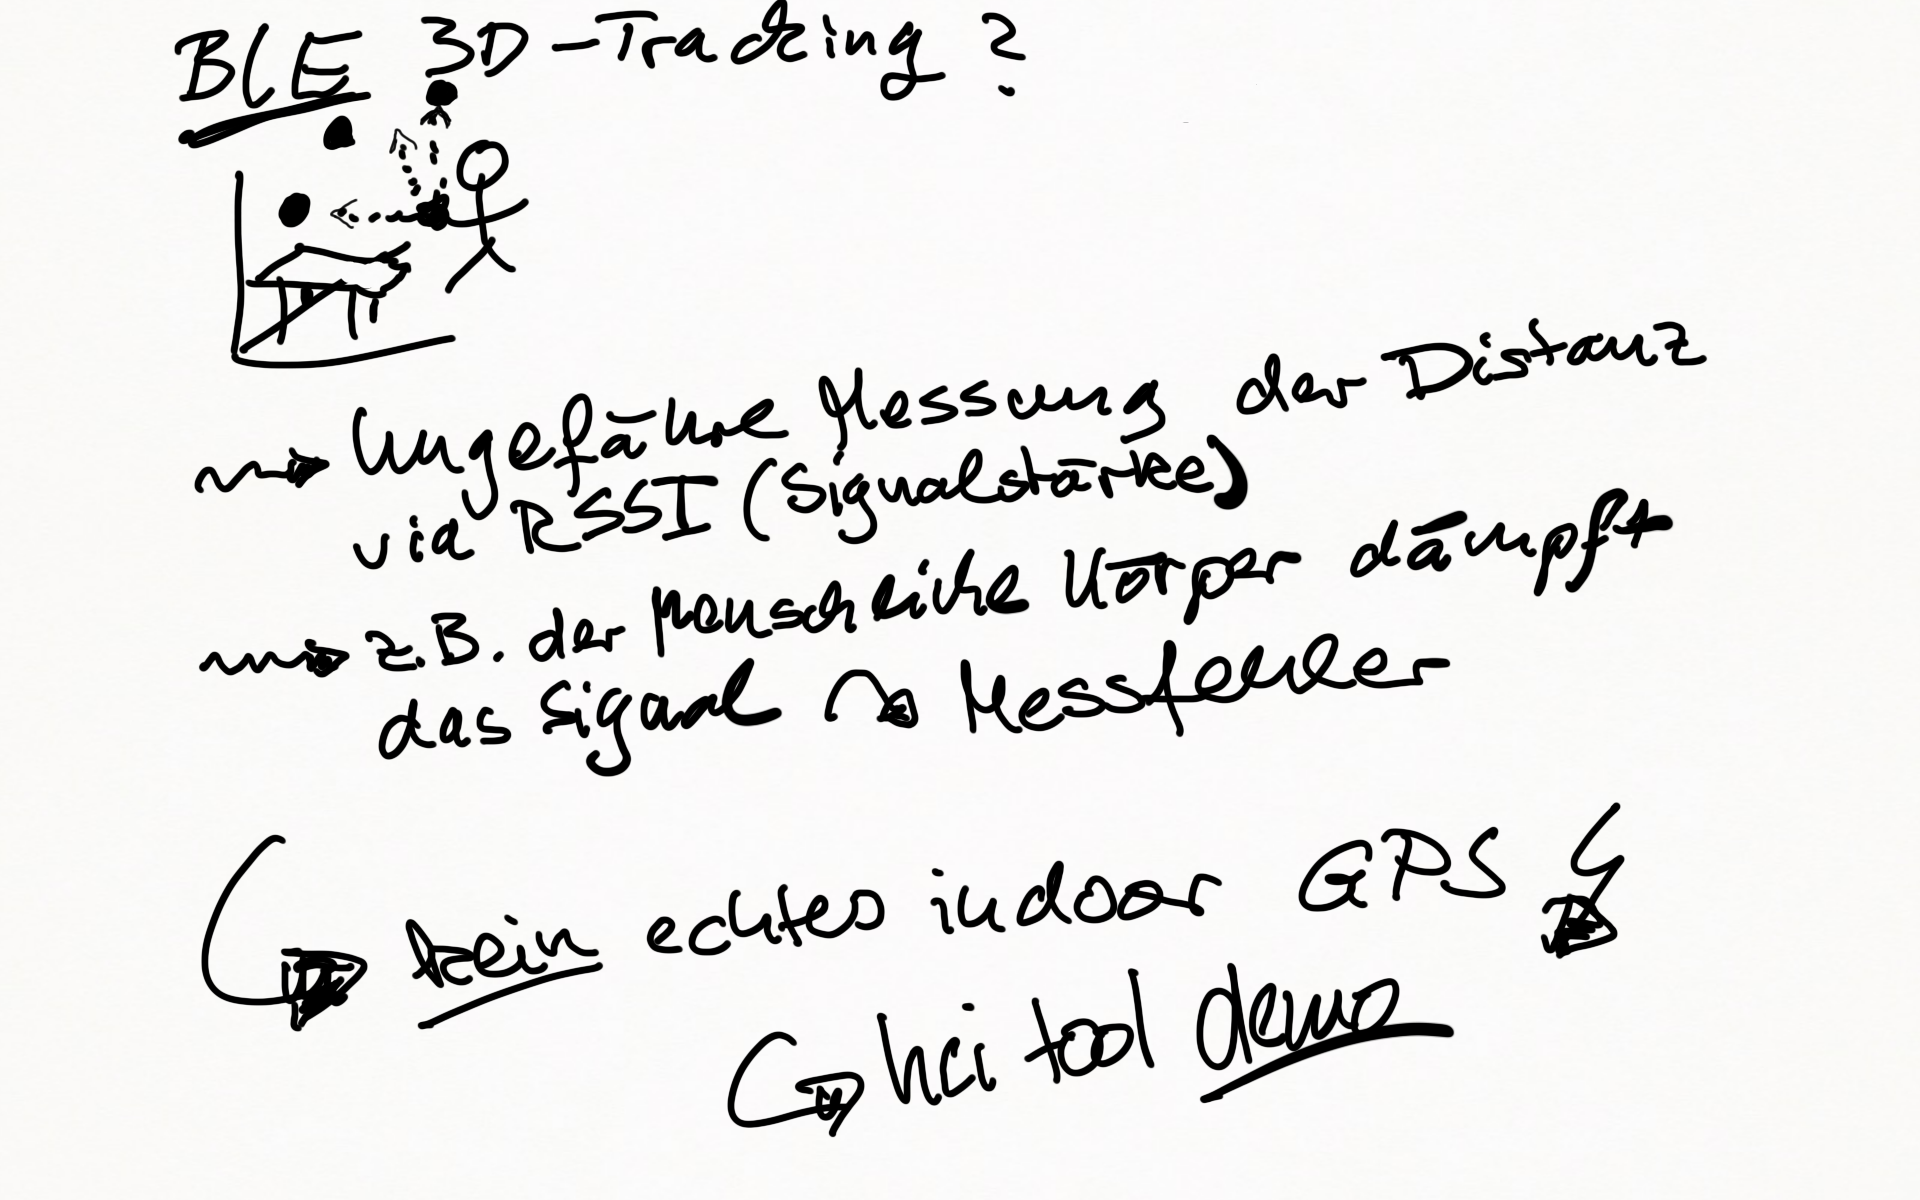 BLE 3D-Tracking ?
Ungefähre Messung der Distanz
via RSSI (Signalstärke)
z.B. der menschliche Körper dämpft
das Signal Messfehler
kein echtes indoor GPS
hci tool demo